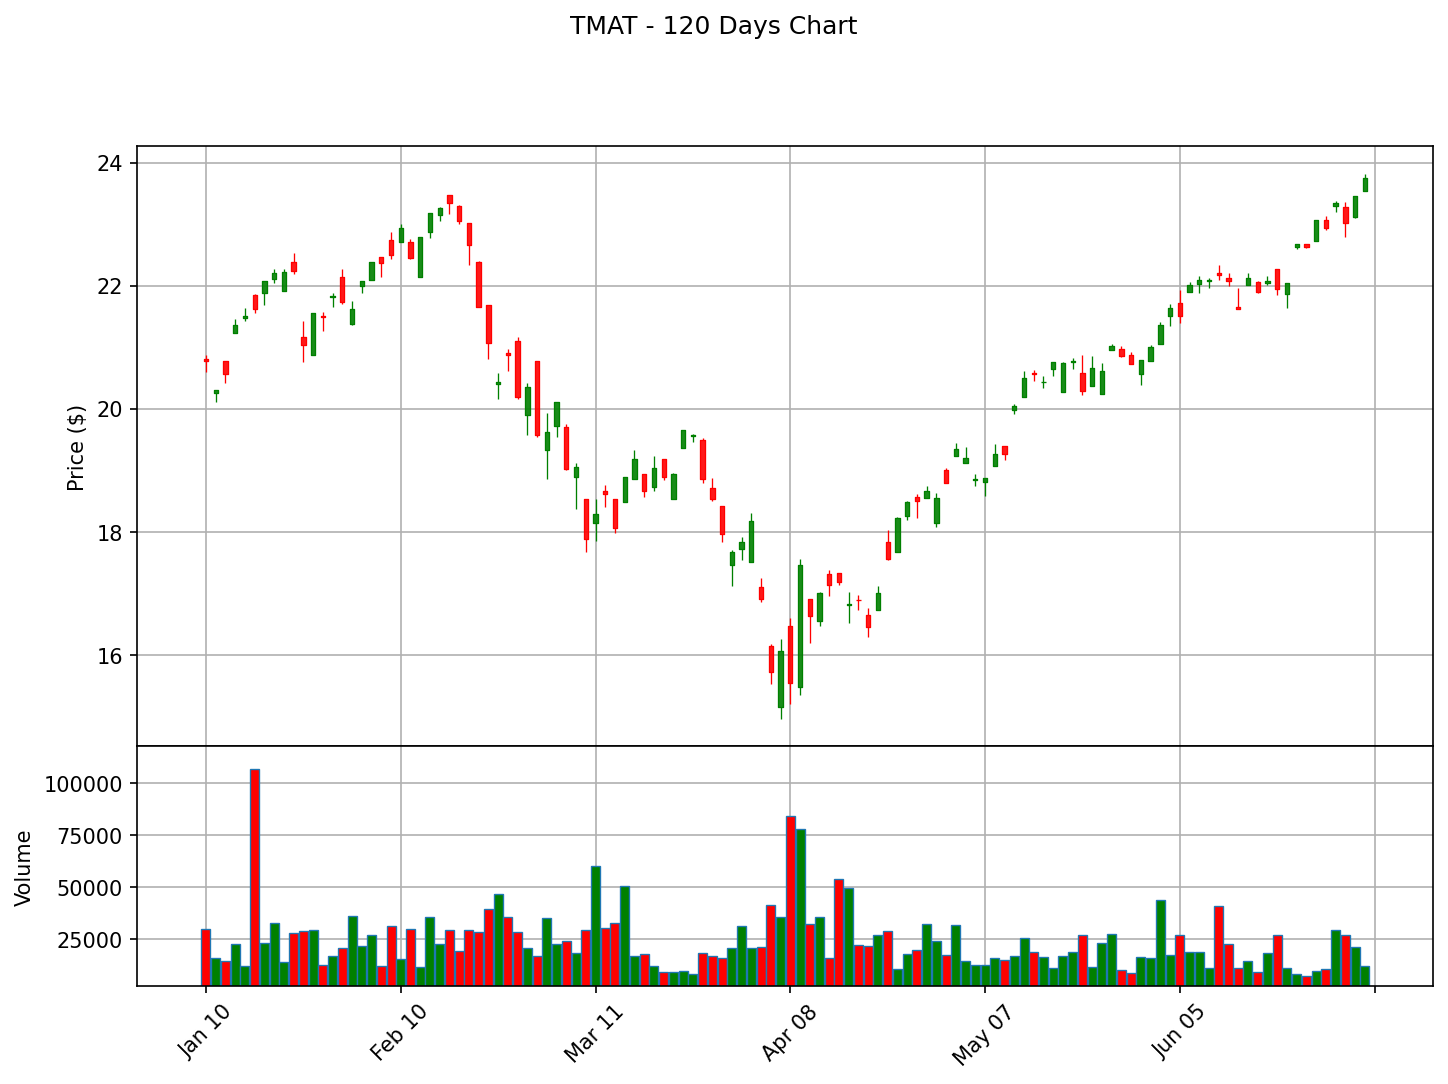 TMAT - 120 Days Chart
24
22
20
18
16
Price ($)
100000
75000
50000
25000
Volume
Jan 10
Feb 10
Mar 11
Apr 08
May 07
Jun 05